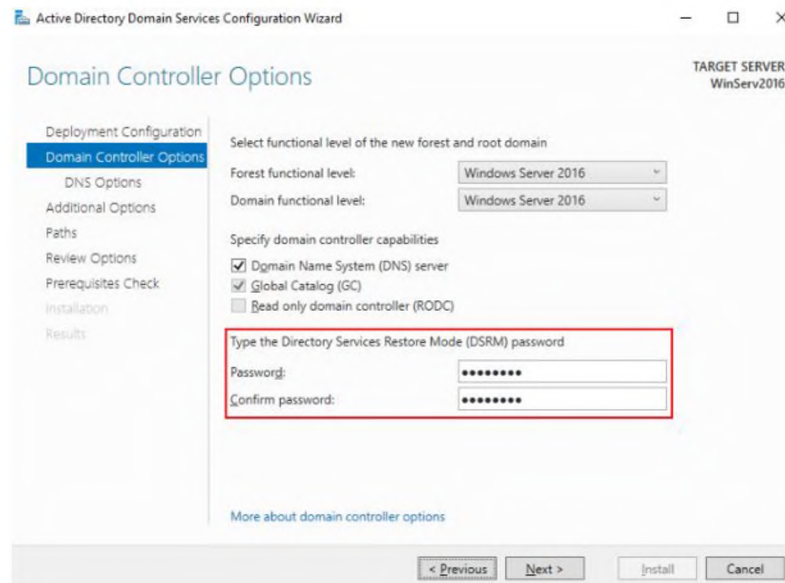 Active Directory Domain Services Configuration Wizard
Domain Controller Options
TARGET SERVER
WinServ2016
Deployment Configuration
Domain Controller Options
DNS Options
Additional Options
Paths
Review Options
Prerequisites Check
Installation
Results
Select functional level of the new forest and root domain
Forest functional level: Windows Server 2016
Domain functional level: Windows Server 2016
Specify domain controller capabilities
Domain Name System (DNS) server
Global Catalog (GC)
Read only domain controller (RODC)
Type the Directory Services Restore Mode (DSRM) password
Password: ••••••••
Confirm password: ••••••••
More about domain controller options
< Previous Next > Install Cancel